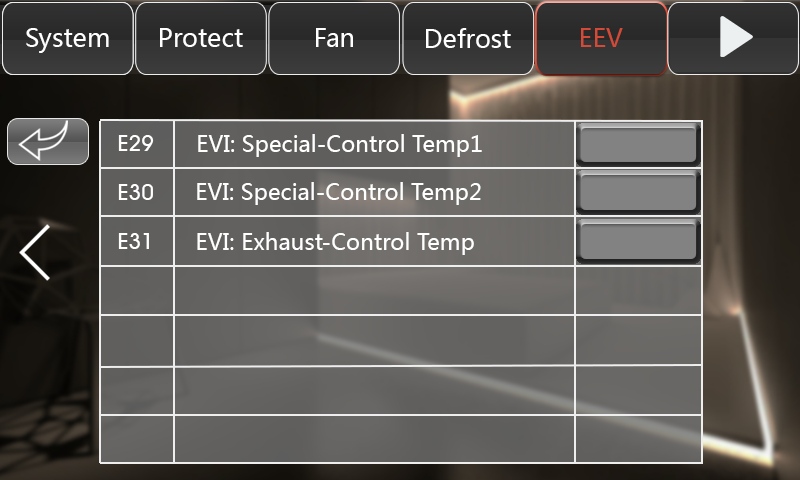 System Protect Fan Defrost EEV
E29 EVI: Special-Control Temp1
E30 EVI: Special-Control Temp2
E31 EVI: Exhaust-Control Temp